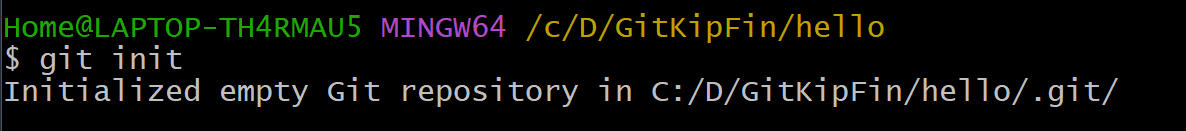 Home@LAPTOP-TH4RMAU5 MINGW64 /c/D/GitKipFin/hello
$ git init
Initialized empty Git repository in C:/D/GitKipFin/hello/.git/